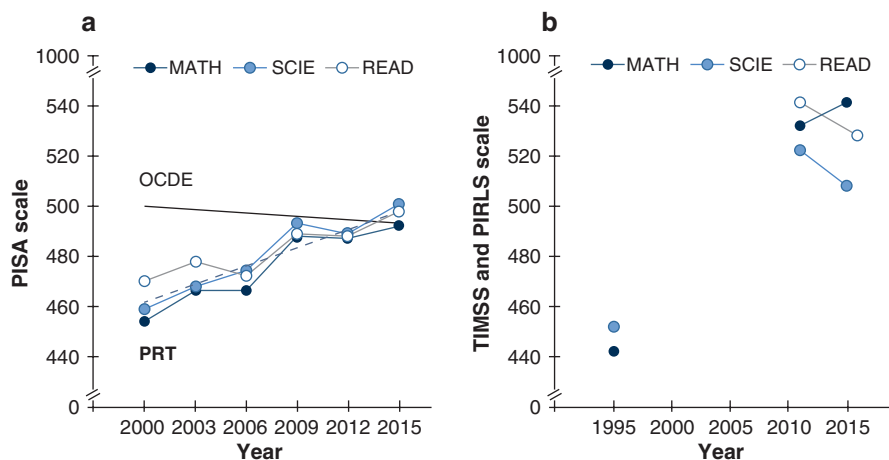 a
1000
MATH SCIE READ
540
520
OCDE
500
480
460
PRT
440
0
2000 2003 2006 2009 2012 2015
Year
PISA scale
b
1000
MATH SCIE READ
540
520
500
480
460
440
0
1995 2000 2005 2010 2015
Year
TIMSS and PIRLS scale